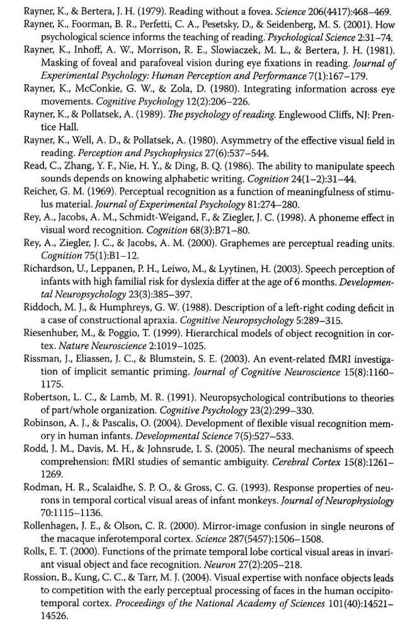 Rayner, K., & Bertera, J. H. (1979). Reading without a fovea. Science 206(4417):468–469.
Rayner, K., Foorman, B. R., Perfetti, C. A., Pesetsky, D., & Seidenberg, M. S. (2001). How
psychological science informs the teaching of reading. Psychological Science 2:31–74.
Rayner, K., Inhoff, A. W., Morrison, R. E., Slowiaczek, M. L., & Bertera, J. H. (1981).
Masking of foveal and parafoveal vision during eye fixations in reading. Journal of
Experimental Psychology: Human Perception and Performance 7(1):167–179.
Rayner, K., McConkie, G. W., & Zola, D. (1980). Integrating information across eye
movements. Cognitive Psychology 12(2):206–226.
Rayner, K., & Pollatsek, A. (1989). The psychology of reading. Englewood Cliffs, NJ: Pren-
tice Hall.
Rayner, K., Well, A. D., & Pollatsek, A. (1980). Asymmetry of the effective visual field in
reading. Perception and Psychophysics 27(6):537–544.
Read, C., Zhang, Y. F., Nie, H. Y., & Ding, B. Q. (1986). The ability to manipulate speech
sounds depends on knowing alphabetic writing. Cognition 24(1–2):31–44.
Reicher, G. M. (1969). Perceptual recognition as a function of meaningfulness of stimu-
lus material. Journal of Experimental Psychology 81:274–280.
Rey, A., Jacobs, A. M., Schmidt-Weigand, F., & Ziegler, J. C. (1998). A phoneme effect in
visual word recognition. Cognition 68(3):B71–80.
Rey, A., Ziegler, J. C., & Jacobs, A. M. (2000). Graphemes are perceptual reading units.
Cognition 75(1):B1–12.
Richardson, U., Leppanen, P. H., Leiwo, M., & Lyytinen, H. (2003). Speech perception of
infants with high familial risk for dyslexia differ at the age of 6 months. Developmen-
tal Neuropsychology 23(3):385–397.
Riddoch, M. J., & Humphreys, G. W. (1988). Description of a left-right coding deficit in
a case of constructional apraxia. Cognitive Neuropsychology 5:289–315.
Riesenhuber, M., & Poggio, T. (1999). Hierarchical models of object recognition in cor-
tex. Nature Neuroscience 2:1019–1025.
Rissman, J., Eliassen, J. C., & Blumstein, S. E. (2003). An event-related fMRI investiga-
tion of implicit semantic priming. Journal of Cognitive Neuroscience 15(8):1160–
1175.
Robertson, L. C., & Lamb, M. R. (1991). Neuropsychological contributions to theories
of part/whole organization. Cognitive Psychology 23(2):299–330.
Robinson, A. J., & Pascalis, O. (2004). Development of flexible visual recognition mem-
ory in human infants. Developmental Science 7(5):527–533.
Rodd, J. M., Davis, M. H., & Johnsrude, I. S. (2005). The neural mechanisms of speech
comprehension: fMRI studies of semantic ambiguity. Cerebral Cortex 15(8):1261–
1269.
Rodman, H. R., Scalaidhe, S. P. O., & Gross, C. G. (1993). Response properties of neu-
rons in temporal cortical visual areas of infant monkeys. Journal of Neurophysiology
70:1115–1136.
Rollenhagen, J. E., & Olson, C. R. (2000). Mirror-image confusion in single neurons of
the macaque inferotemporal cortex. Science 287(5457):1506–1508.
Rolls, E. T. (2000). Functions of the primate temporal lobe cortical visual areas in invari-
ant visual object and face recognition. Neuron 27(2):205–218.
Rossion, B., Kung, C. C., & Tarr, M. J. (2004). Visual expertise with nonface objects leads
to competition with the early perceptual processing of faces in the human occipito-
temporal cortex. Proceedings of the National Academy of Sciences 101(40):14521–
14526.